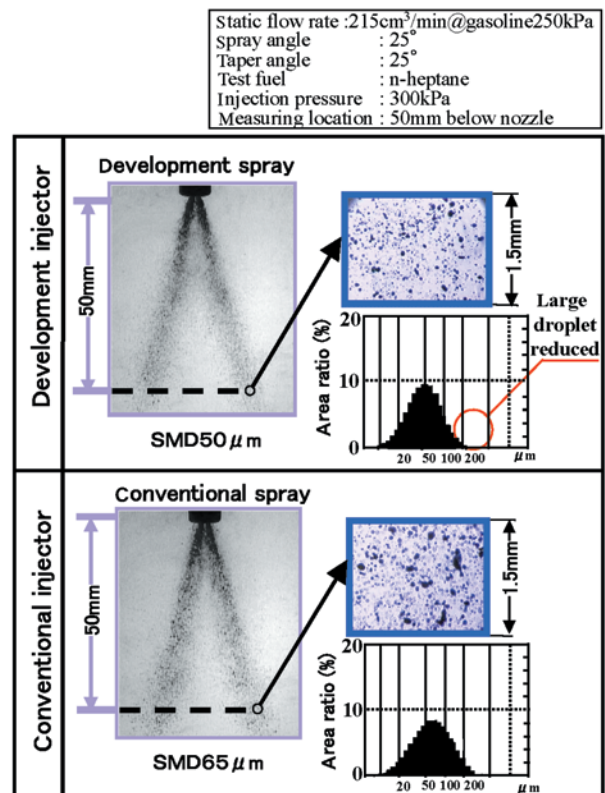 Static flow rate :215cm³/min@gasoline250kPa
Spray angle : 25°
Taper angle : 25°
Test fuel : n-heptane
Injection pressure : 300kPa
Measuring location : 50mm below nozzle
Development injector
Development spray
50mm
SMD50μm
1.5mm
Large
droplet
reduced
Area ratio (%)
20
10
0
20 50 100 200 μm
Conventional injector
Conventional spray
50mm
SMD65μm
1.5mm
Area ratio (%)
20
10
0
20 50 100 200 μm